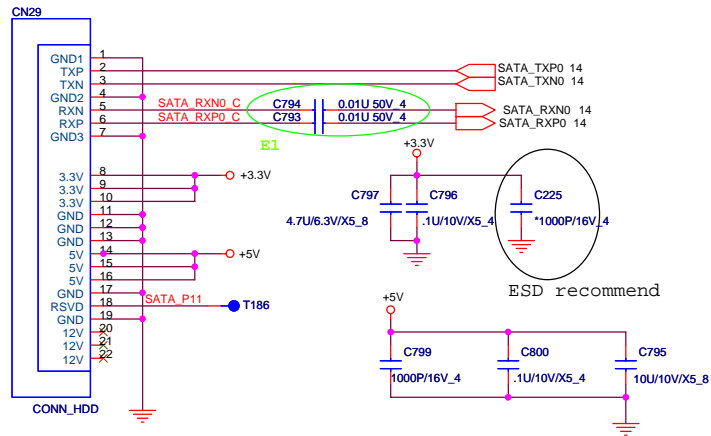 CN29
GND1 1
TXP 2 SATA_TXP0 14
TXN 3 SATA_TXN0 14
GND2 4
RXN 5 SATA_RXN0_C C794 0.01U 50V_4 SATA_RXN0 14
RXP 6 SATA_RXP0_C C793 0.01U 50V_4 SATA_RXP0 14
GND3 7
E1
+3.3V
3.3V 8 +3.3V
3.3V 9
3.3V 10
C797 C796 C225
GND 11
4.7U/6.3V/X5_8 .1U/10V/X5_4 *1000P/16V_4
GND 12
GND 13
5V 14 +5V
5V 15
5V 16
ESD recommend
GND 17
RSVD 18 SATA_P11 T186
+5V
GND 19
12V 20
12V 21
12V 22
C799 C800 C795
1000P/16V_4 .1U/10V/X5_4 10U/10V/X5_8
CONN_HDD